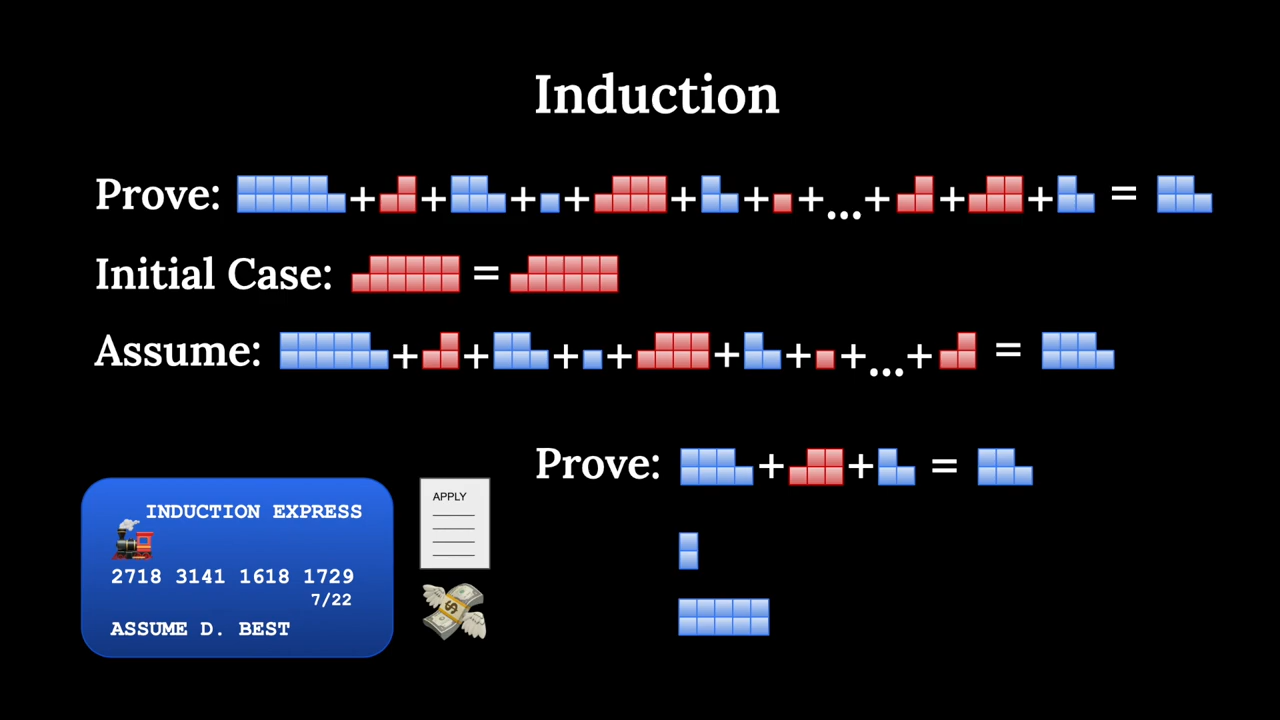 Induction
Prove: + + + + + + +...+ + + =
Initial Case: =
Assume: + + + + + + +...+ =
Prove: + + =
INDUCTION EXPRESS
2718 3141 1618 1729
7/22
ASSUME D. BEST
APPLY
$